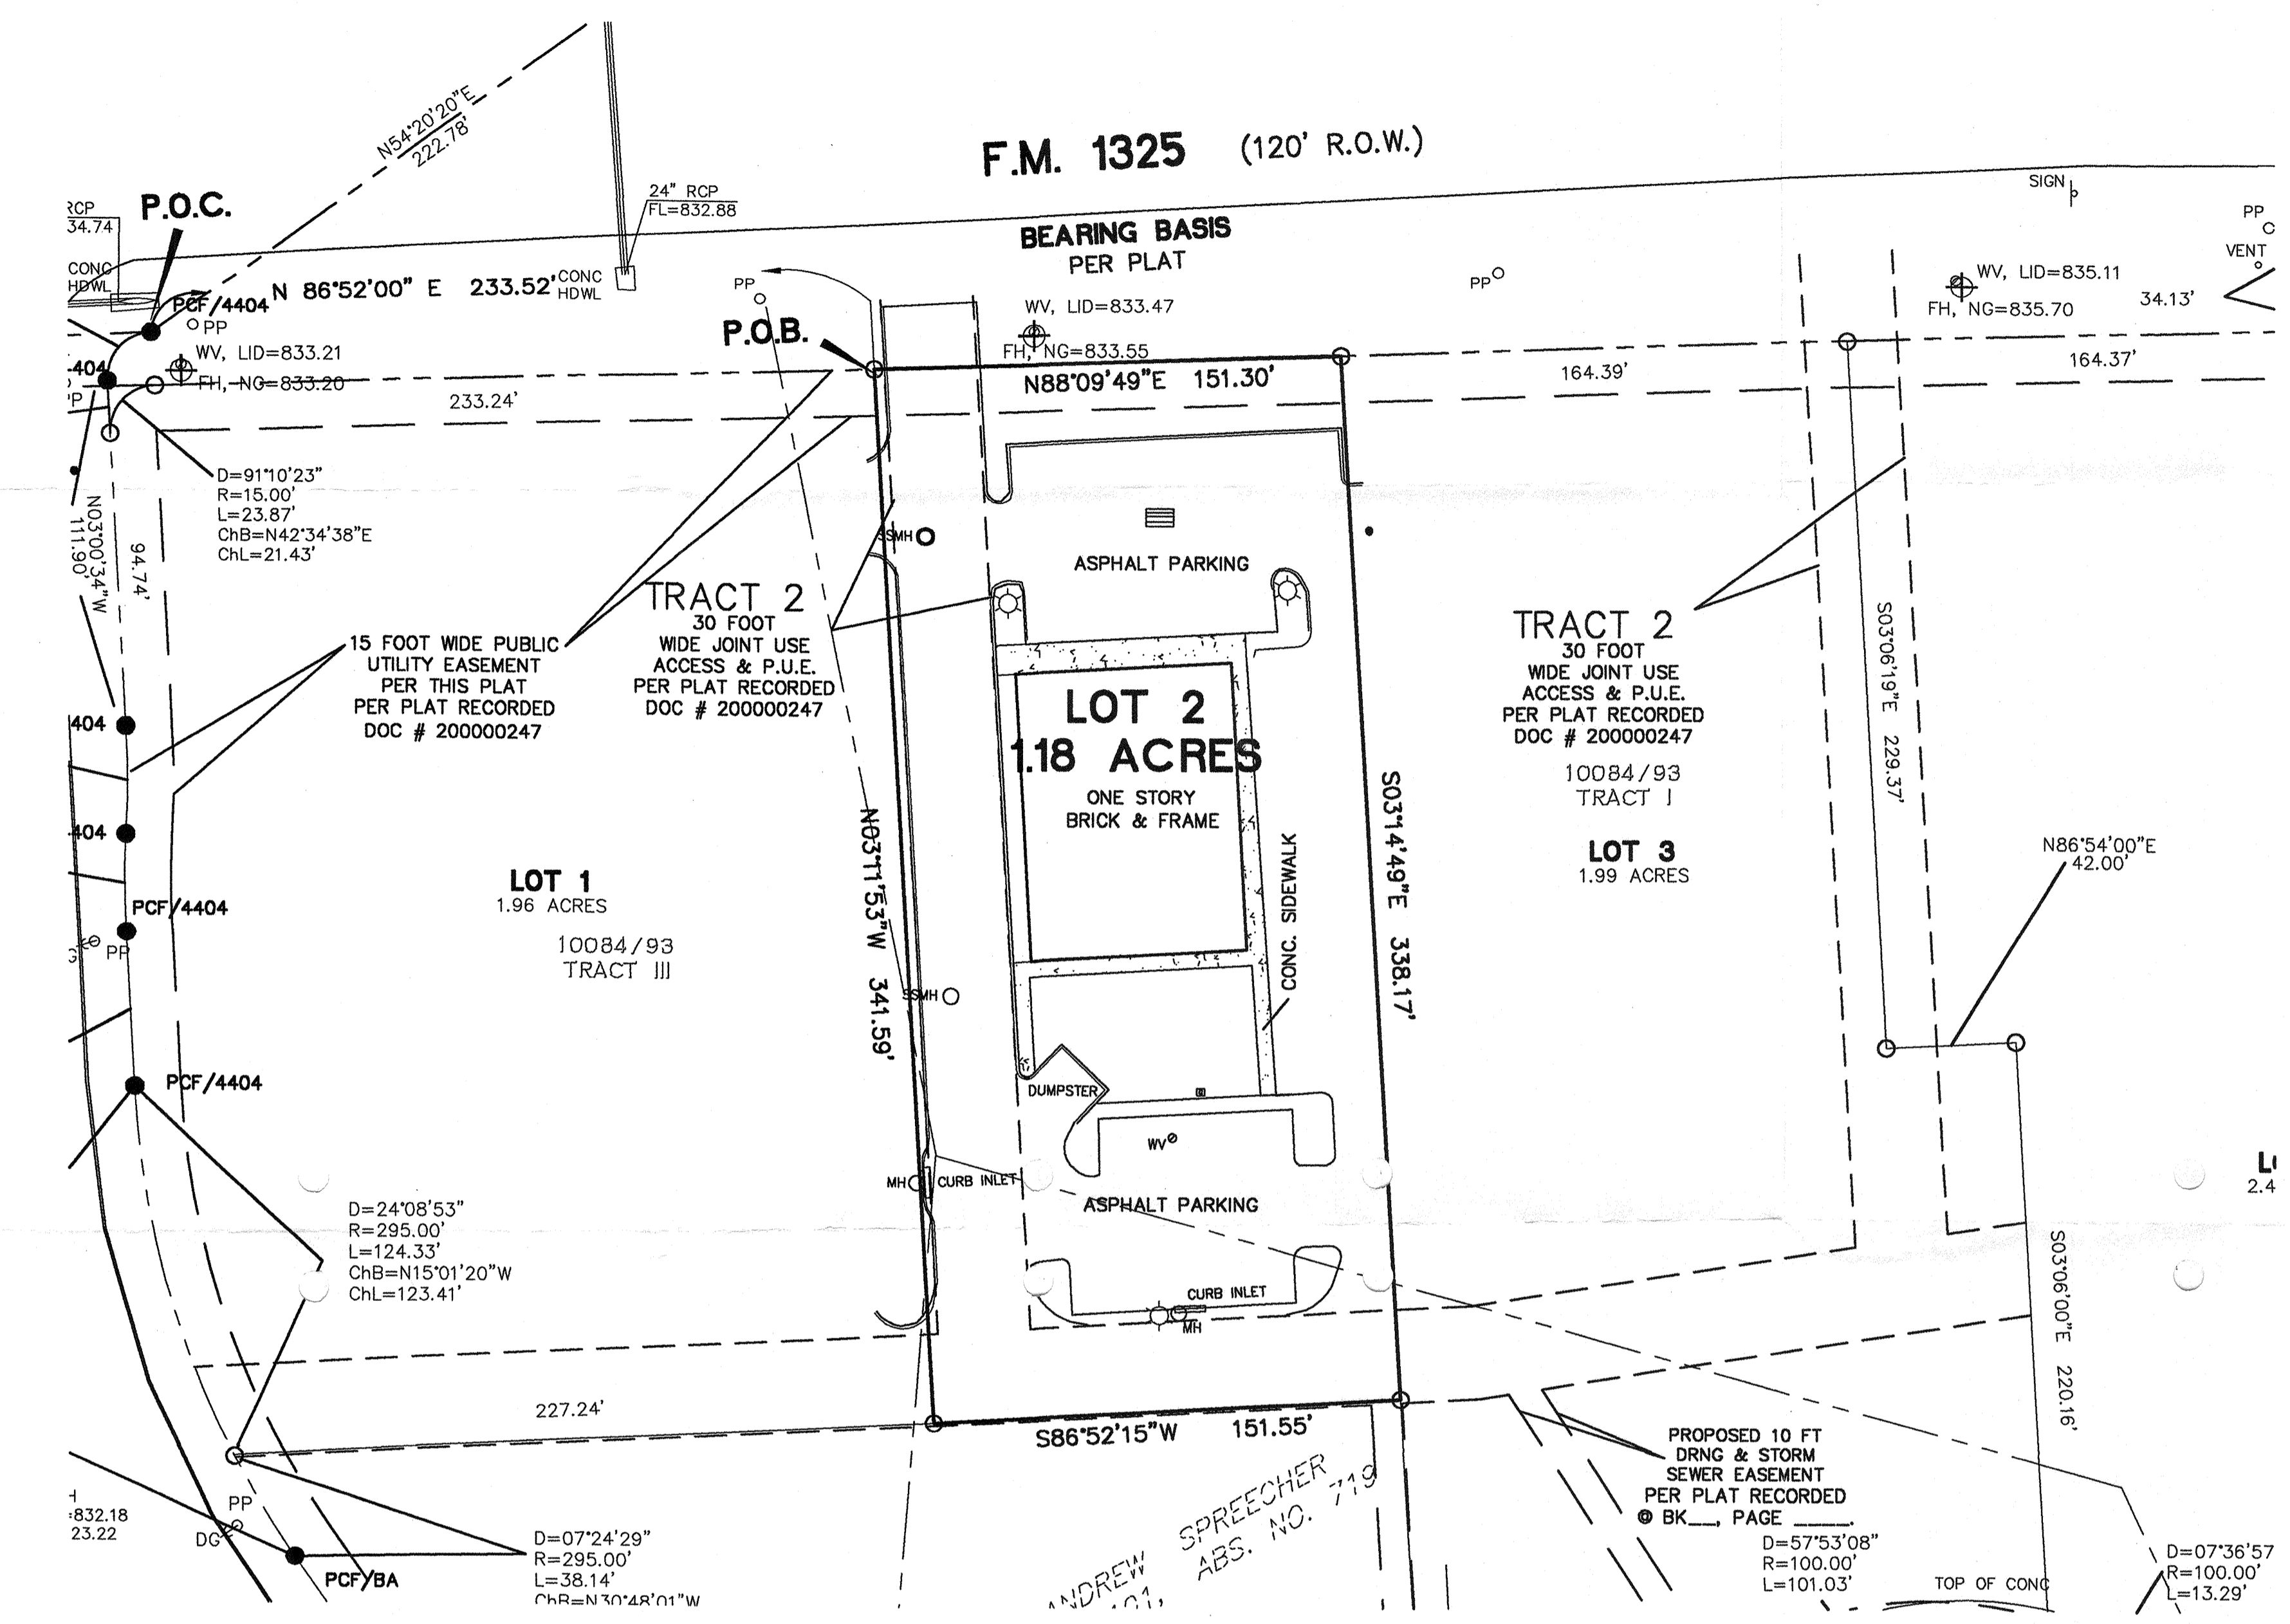 N54°20'20"E
222.78'
F.M. 1325 (120' R.O.W.)
SIGN
24" RCP
FL=832.88
P.O.C.
RCP
34.74
PP
BEARING BASIS
PER PLAT
VENT
CONC
HDWL
N 86°52'00" E 233.52'
CONC
HDWL
PP
PP
WV, LID=835.11
34.13'
FH, NG=835.70
PCF/4404
PP
WV, LID=833.47
P.O.B.
FH, NG=833.55
WV, LID=833.21
404
FH, NG=833.20
N88°09'49"E 151.30'
164.39'
164.37'
233.24'
D=91°10'23"
R=15.00'
L=23.87'
ChB=N42°34'38"E
ChL=21.43'
N03°00'34"W
111.90'
94.74'
SSMH
ASPHALT PARKING
15 FOOT WIDE PUBLIC
UTILITY EASEMENT
PER THIS PLAT
PER PLAT RECORDED
DOC # 200000247
TRACT 2
30 FOOT
WIDE JOINT USE
ACCESS & P.U.E.
PER PLAT RECORDED
DOC # 200000247
LOT 2
1.18 ACRES
ONE STORY
BRICK & FRAME
TRACT 2
30 FOOT
WIDE JOINT USE
ACCESS & P.U.E.
PER PLAT RECORDED
DOC # 200000247
10084/93
TRACT I
LOT 3
1.99 ACRES
S03°06'19"E 229.37'
N86°54'00"E
42.00'
404
404
PCF/4404
PP
LOT 1
1.96 ACRES
10084/93
TRACT III
N03°11'53"W 341.59'
CONC. SIDEWALK
S03°14'49"E 338.17'
SSMH
PCF/4404
DUMPSTER
WV
MH
CURB INLET
ASPHALT PARKING
2.4
D=24°08'53"
R=295.00'
L=124.33'
ChB=N15°01'20"W
ChL=123.41'
CURB INLET
MH
S03°06'00"E 220.16'
227.24'
S86°52'15"W 151.55'
PROPOSED 10 FT
DRNG & STORM
SEWER EASEMENT
PER PLAT RECORDED
@ BK__, PAGE ____.
ANDREW SPREECHER
ABS. NO. 719
PP
DG
832.18
23.22
PCF/BA
D=07°24'29"
R=295.00'
L=38.14'
ChB=N30°48'01"W
D=57°53'08"
R=100.00'
L=101.03'
TOP OF CONC
D=07°36'57
R=100.00'
L=13.29'